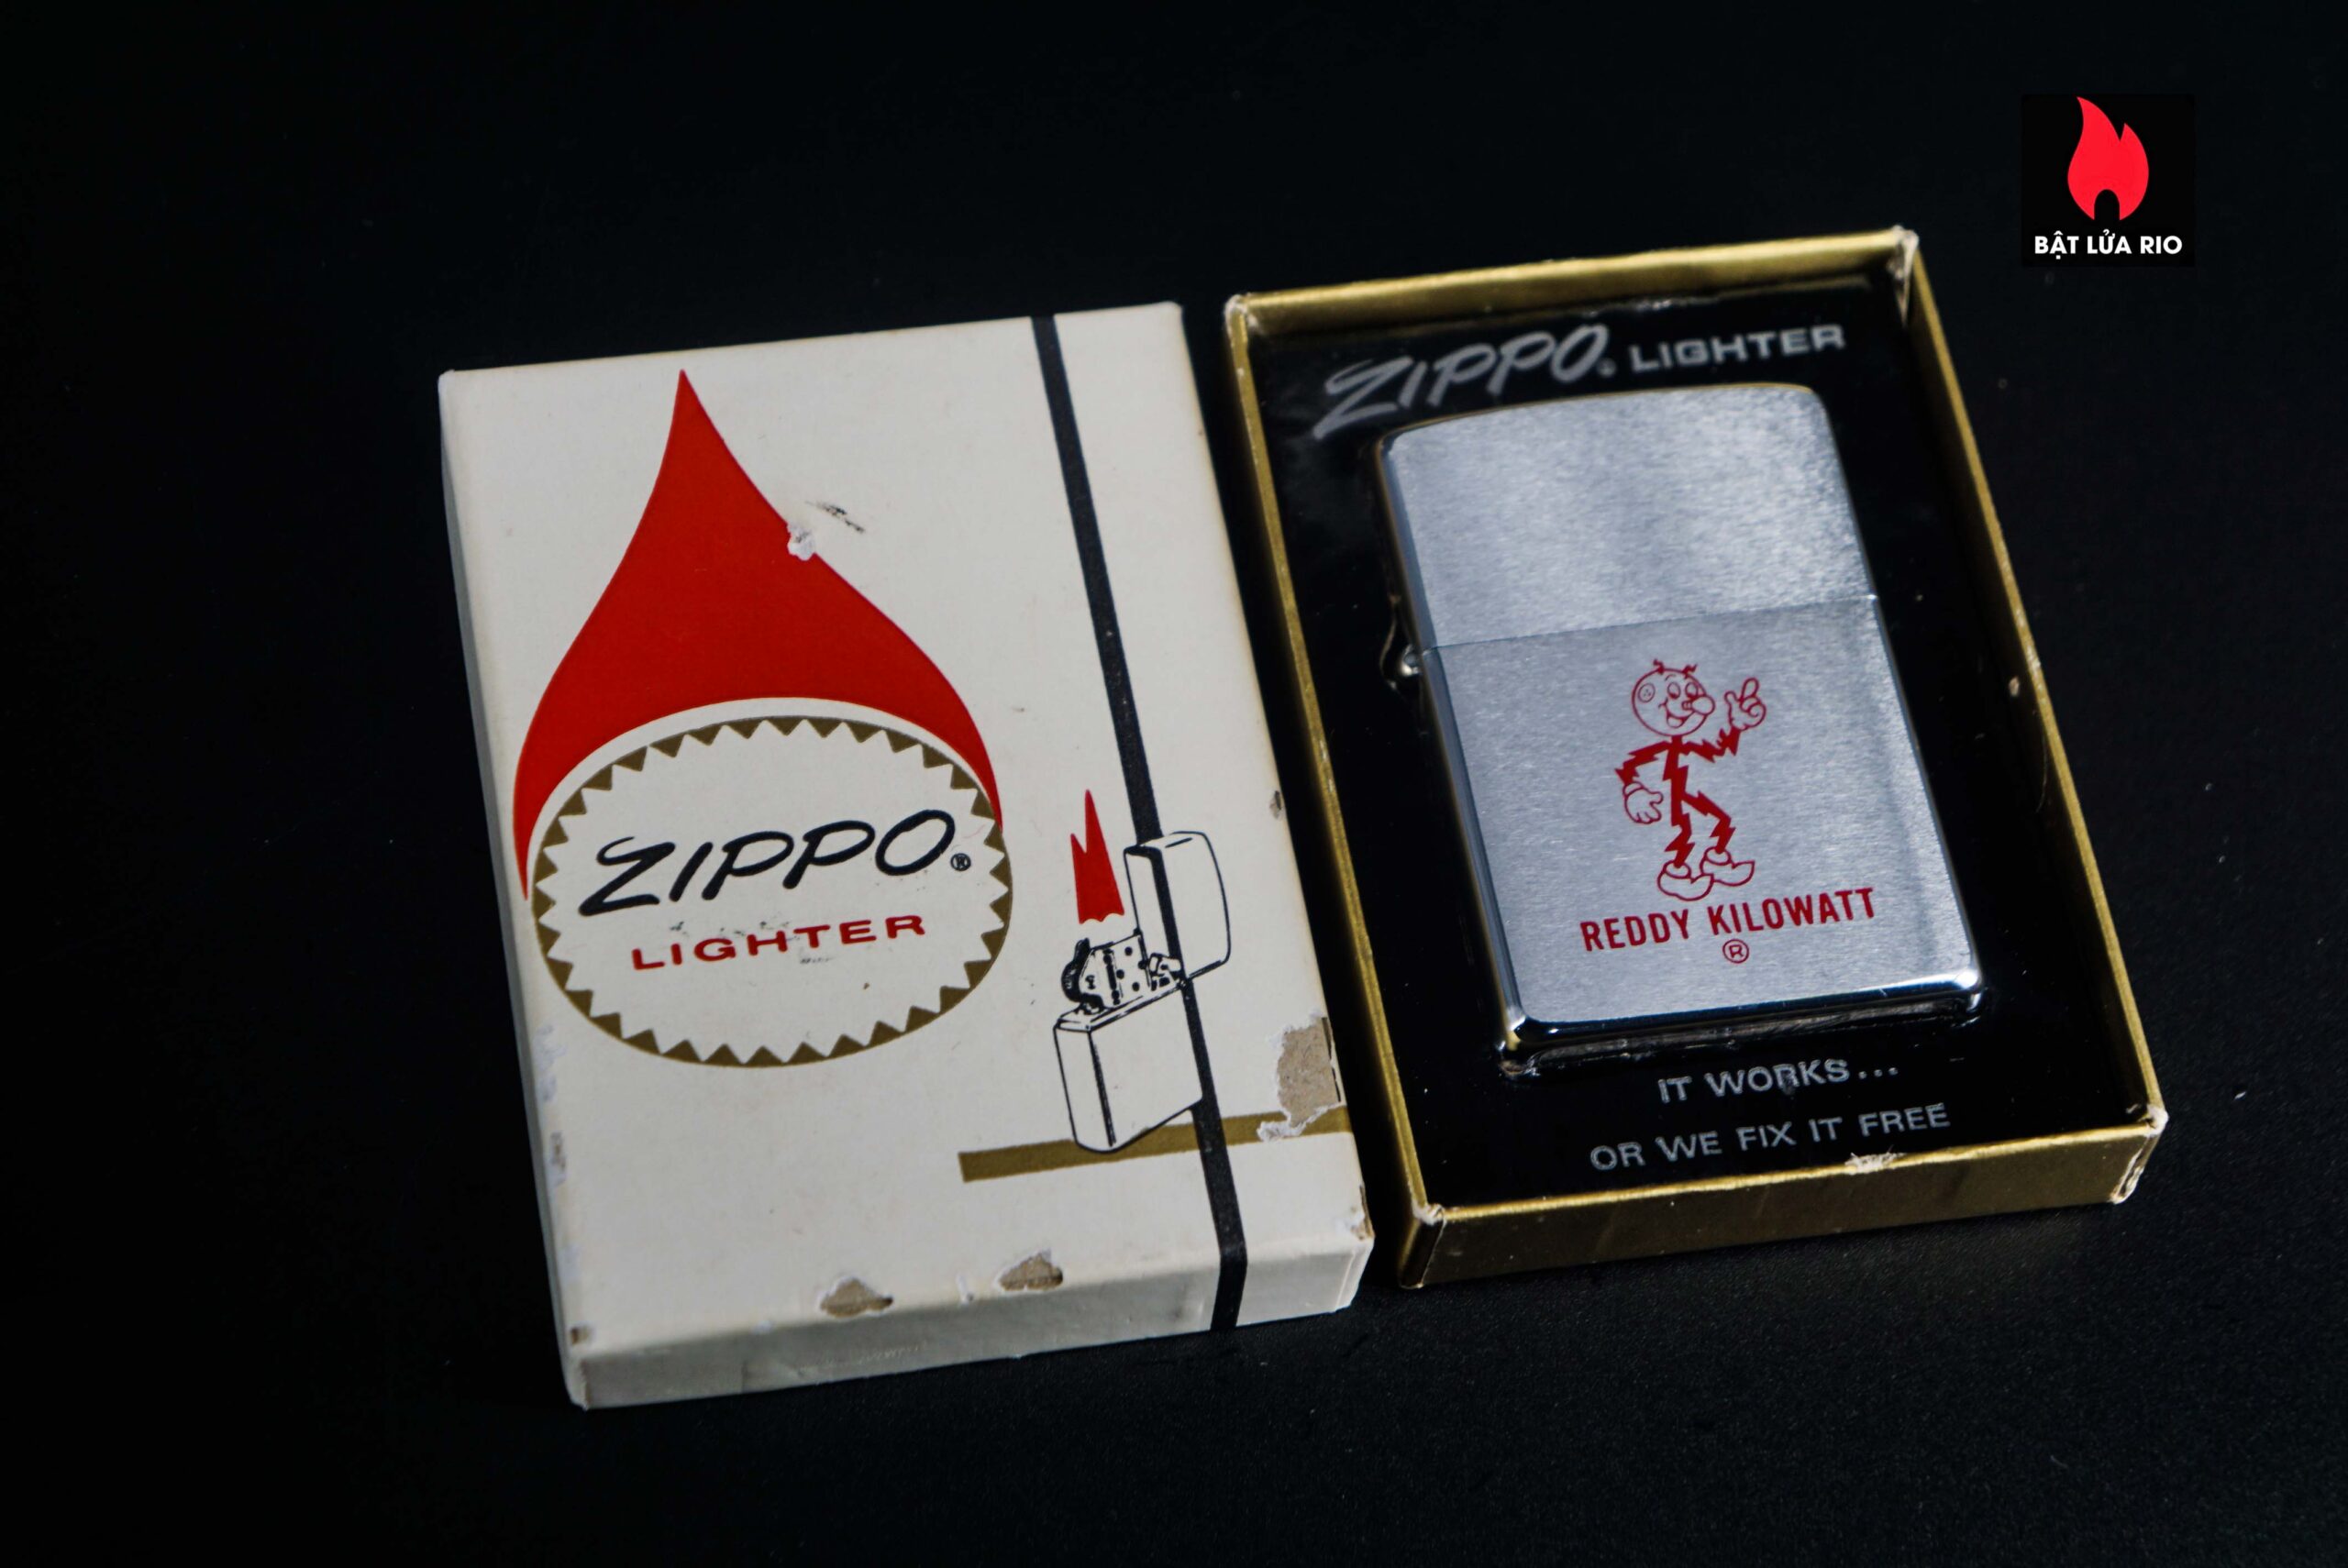 BẬT LỬA RIO
ZIPPO®
LIGHTER
ZIPPO® LIGHTER
REDDY KILOWATT
®
IT WORKS...
OR WE FIX IT FREE